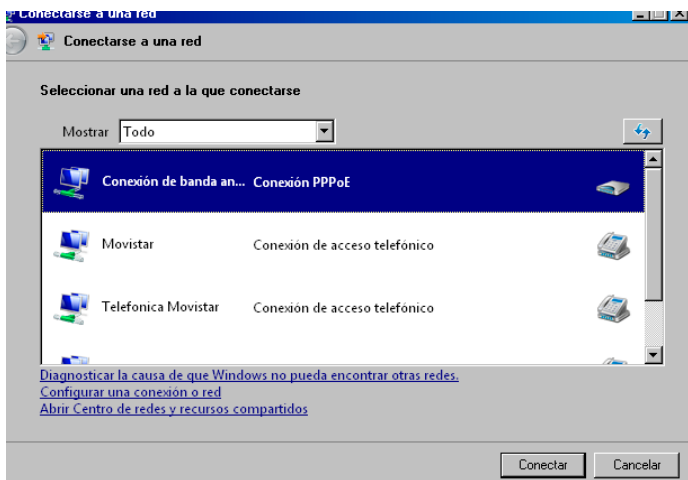 Conectarse a una red
Conectarse a una red
Seleccionar una red a la que conectarse
Mostrar Todo
Conexión de banda an... Conexión PPPoE
Movistar Conexión de acceso telefónico
Telefonica Movistar Conexión de acceso telefónico
Diagnosticar la causa de que Windows no pueda encontrar otras redes.
Configurar una conexión o red
Abrir Centro de redes y recursos compartidos
Conectar Cancelar